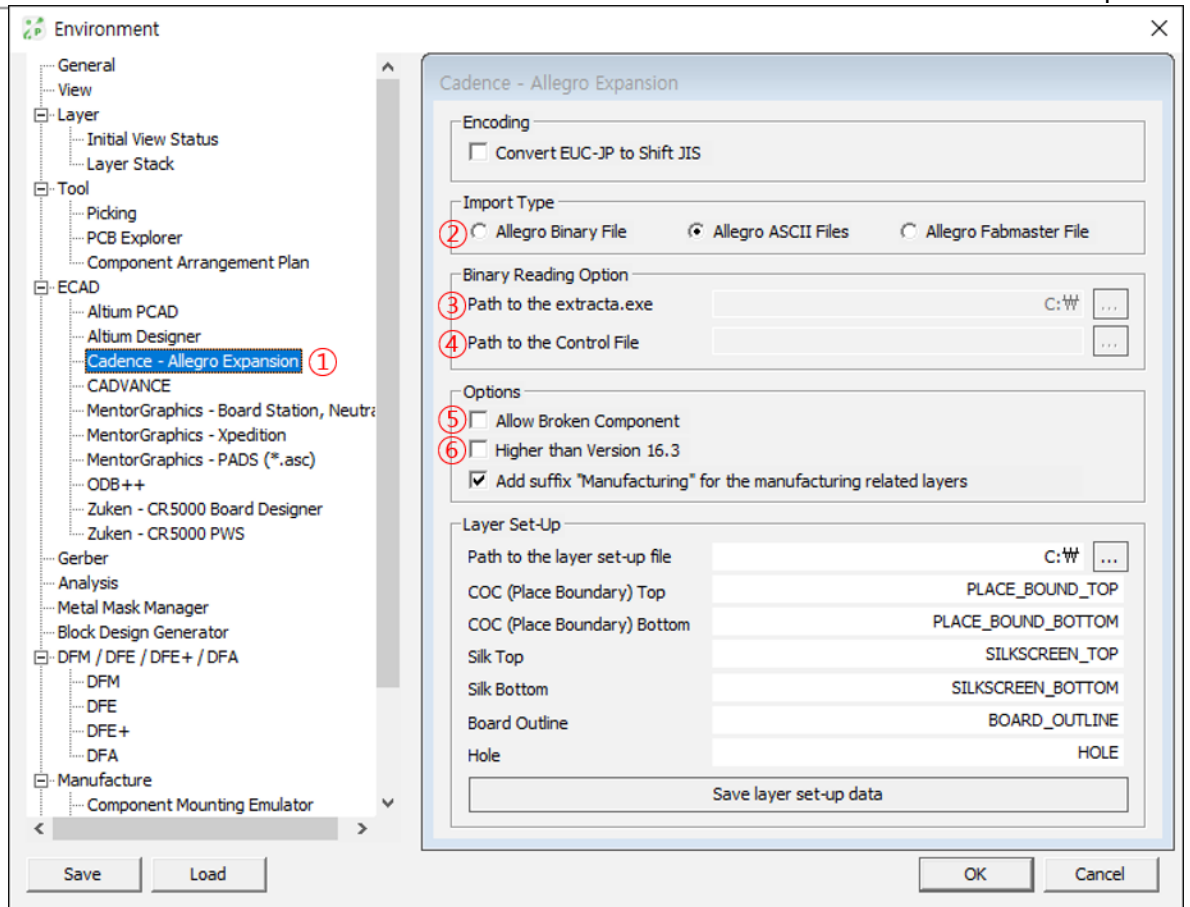 Environment
General
View
Layer
Initial View Status
Layer Stack
Tool
Picking
PCB Explorer
Component Arrangement Plan
ECAD
Altium PCAD
Altium Designer
Cadence - Allegro Expansion ①
CADVANCE
MentorGraphics - Board Station, Neutra
MentorGraphics - Xpedition
MentorGraphics - PADS (*.asc)
ODB++
Zuken - CR5000 Board Designer
Zuken - CR5000 PWS
Gerber
Analysis
Metal Mask Manager
Block Design Generator
DFM / DFE / DFE+ / DFA
DFM
DFE
DFE+
DFA
Manufacture
Component Mounting Emulator
Save Load
Cadence - Allegro Expansion
Encoding
Convert EUC-JP to Shift JIS
Import Type
② Allegro Binary File Allegro ASCII Files Allegro Fabmaster File
Binary Reading Option
③ Path to the extracta.exe C:₩ ...
④ Path to the Control File ...
Options
⑤ Allow Broken Component
⑥ Higher than Version 16.3
Add suffix "Manufacturing" for the manufacturing related layers
Layer Set-Up
Path to the layer set-up file C:₩ ...
COC (Place Boundary) Top PLACE_BOUND_TOP
COC (Place Boundary) Bottom PLACE_BOUND_BOTTOM
Silk Top SILKSCREEN_TOP
Silk Bottom SILKSCREEN_BOTTOM
Board Outline BOARD_OUTLINE
Hole HOLE
Save layer set-up data
OK Cancel